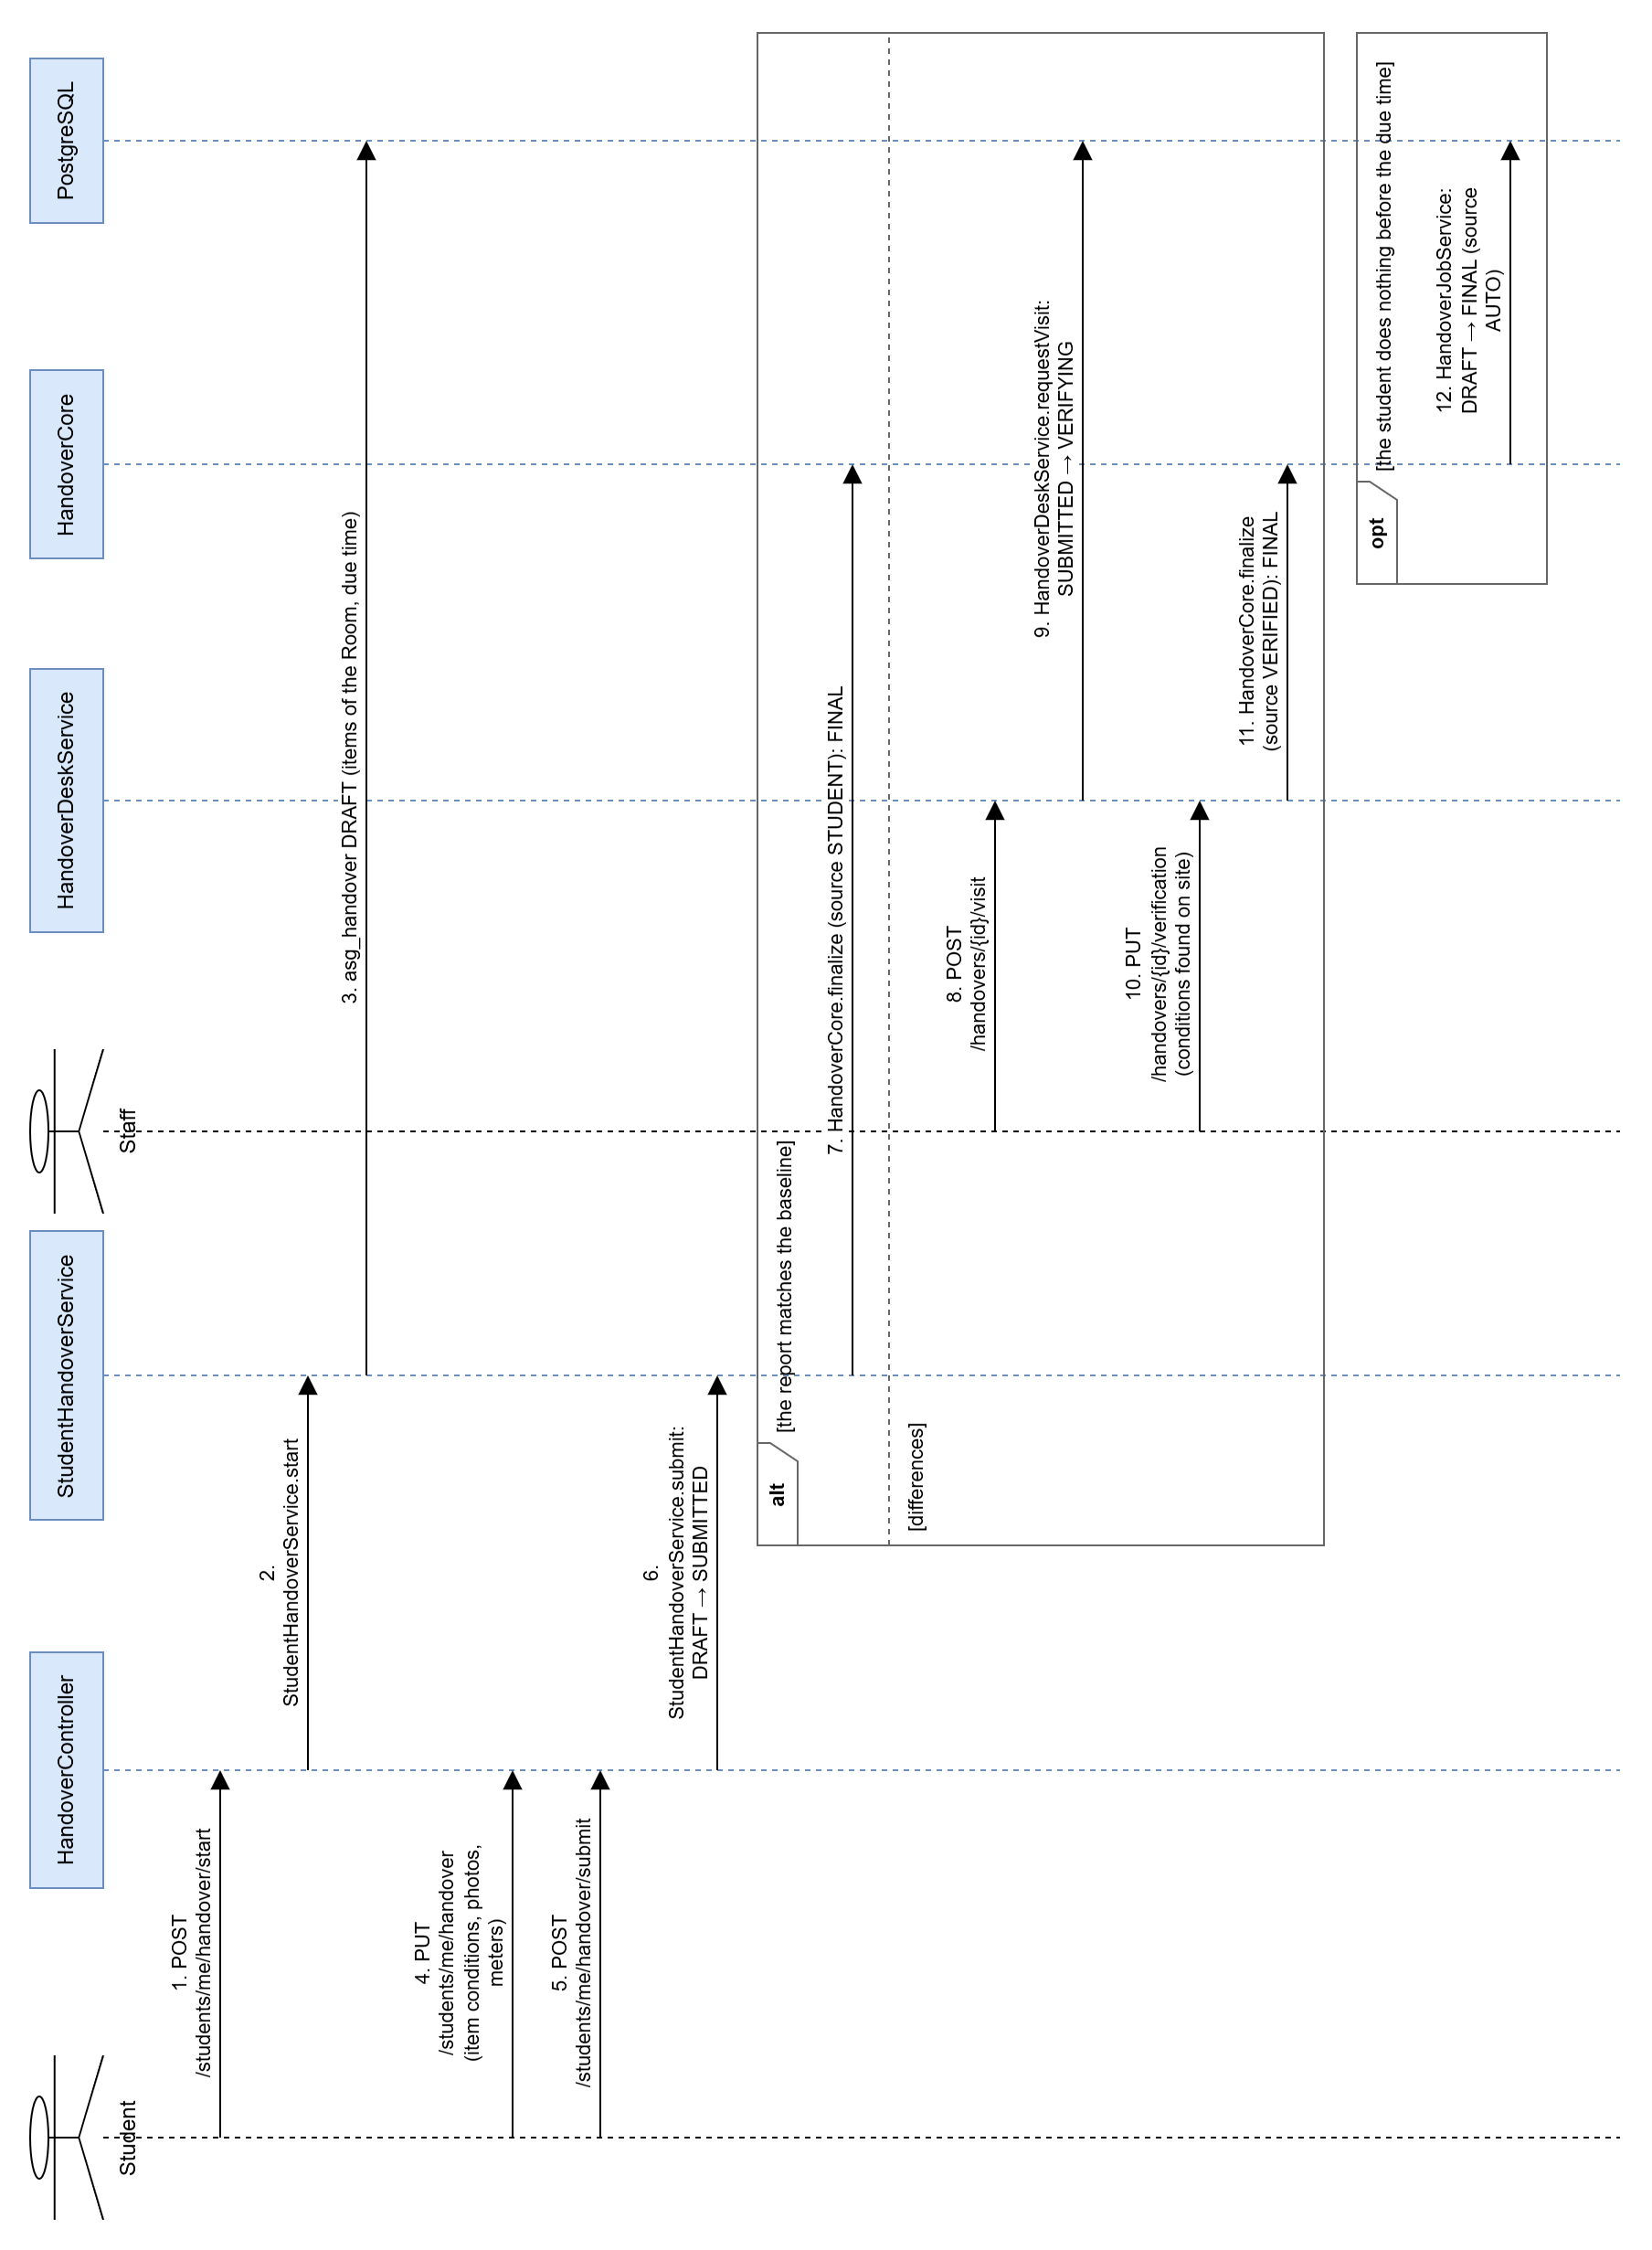 Student
HandoverController
StudentHandoverService
Staff
HandoverDeskService
HandoverCore
PostgreSQL
1. POST
/students/me/handover/start
2.
StudentHandoverService.start
3. asg_handover DRAFT (items of the Room, due time)
4. PUT
/students/me/handover
(item conditions, photos,
meters)
5. POST
/students/me/handover/submit
6.
StudentHandoverService.submit:
DRAFT → SUBMITTED
alt
[the report matches the baseline]
7. HandoverCore.finalize (source STUDENT): FINAL
[differences]
8. POST
/handovers/{id}/visit
9. HandoverDeskService.requestVisit:
SUBMITTED → VERIFYING
10. PUT
/handovers/{id}/verification
(conditions found on site)
11. HandoverCore.finalize
(source VERIFIED): FINAL
opt
[the student does nothing before the due time]
12. HandoverJobService:
DRAFT → FINAL (source
AUTO)